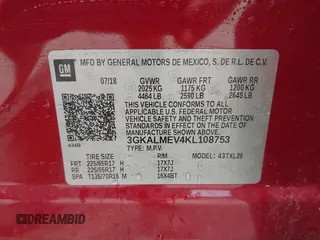 GM
MFD BY GENERAL MOTORS DE MEXICO, S. DE R.L. DE C.V.
07/18 GVWR GAWR FRT GAWR RR
2025 KG 1175 KG 1200 KG
4464 LB 2590 LB 2645 LB
THIS VEHICLE CONFORMS TO ALL APPLICABLE U.S. FEDERAL MOTOR VEHICLE SAFETY AND THEFT PREVENTION STANDARDS IN EFFECT ON THE DATE OF MANUFACTURE SHOWN ABOVE.
3GKALMEV4KL108753
TYPE: M.P.V. MODEL: 
TIRE SIZE RIM
FRT 225/65R17 H 17X7J
RR 225/65R17 H 17X7J
SPA T135/70R16 M 16X4BT
DREAMBID